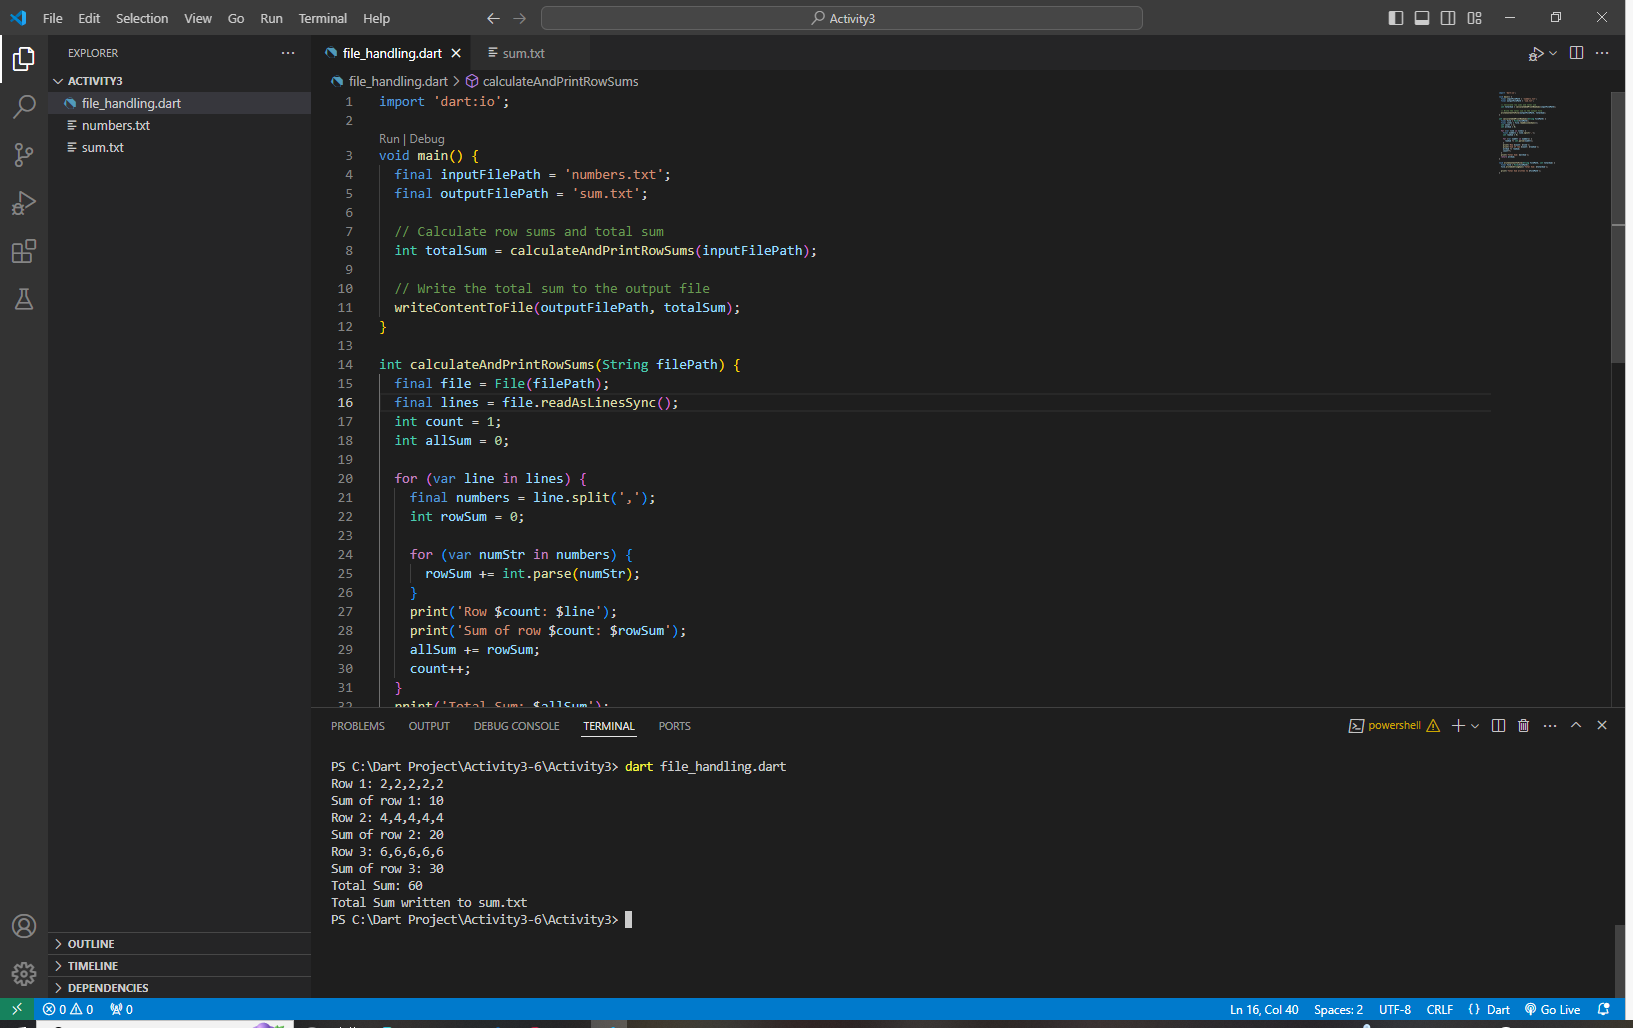 File Edit Selection View Go Run Terminal Help
Activity3
EXPLORER
ACTIVITY3
file_handling.dart
numbers.txt
sum.txt
OUTLINE
TIMELINE
DEPENDENCIES
file_handling.dart sum.txt
file_handling.dart calculateAndPrintRowSums
1 import 'dart:io';
2
Run | Debug
3 void main() {
4 final inputFilePath = 'numbers.txt';
5 final outputFilePath = 'sum.txt';
6
7 // Calculate row sums and total sum
8 int totalSum = calculateAndPrintRowSums(inputFilePath);
9
10 // Write the total sum to the output file
11 writeContentToFile(outputFilePath, totalSum);
12 }
13
14 int calculateAndPrintRowSums(String filePath) {
15 final file = File(filePath);
16 final lines = file.readAsLinesSync();
17 int count = 1;
18 int allSum = 0;
19
20 for (var line in lines) {
21 final numbers = line.split(',');
22 int rowSum = 0;
23
24 for (var numStr in numbers) {
25 rowSum += int.parse(numStr);
26 }
27 print('Row $count: $line');
28 print('Sum of row $count: $rowSum');
29 allSum += rowSum;
30 count++;
31 }
32 print('Total Sum: $allSum');
PROBLEMS OUTPUT DEBUG CONSOLE TERMINAL PORTS
powershell
PS C:\Dart Project\Activity3-6\Activity3> dart file_handling.dart
Row 1: 2,2,2,2,2
Sum of row 1: 10
Row 2: 4,4,4,4,4
Sum of row 2: 20
Row 3: 6,6,6,6,6
Sum of row 3: 30
Total Sum: 60
Total Sum written to sum.txt
PS C:\Dart Project\Activity3-6\Activity3>
0 0 0
Ln 16, Col 40 Spaces: 2 UTF-8 CRLF {} Dart Go Live